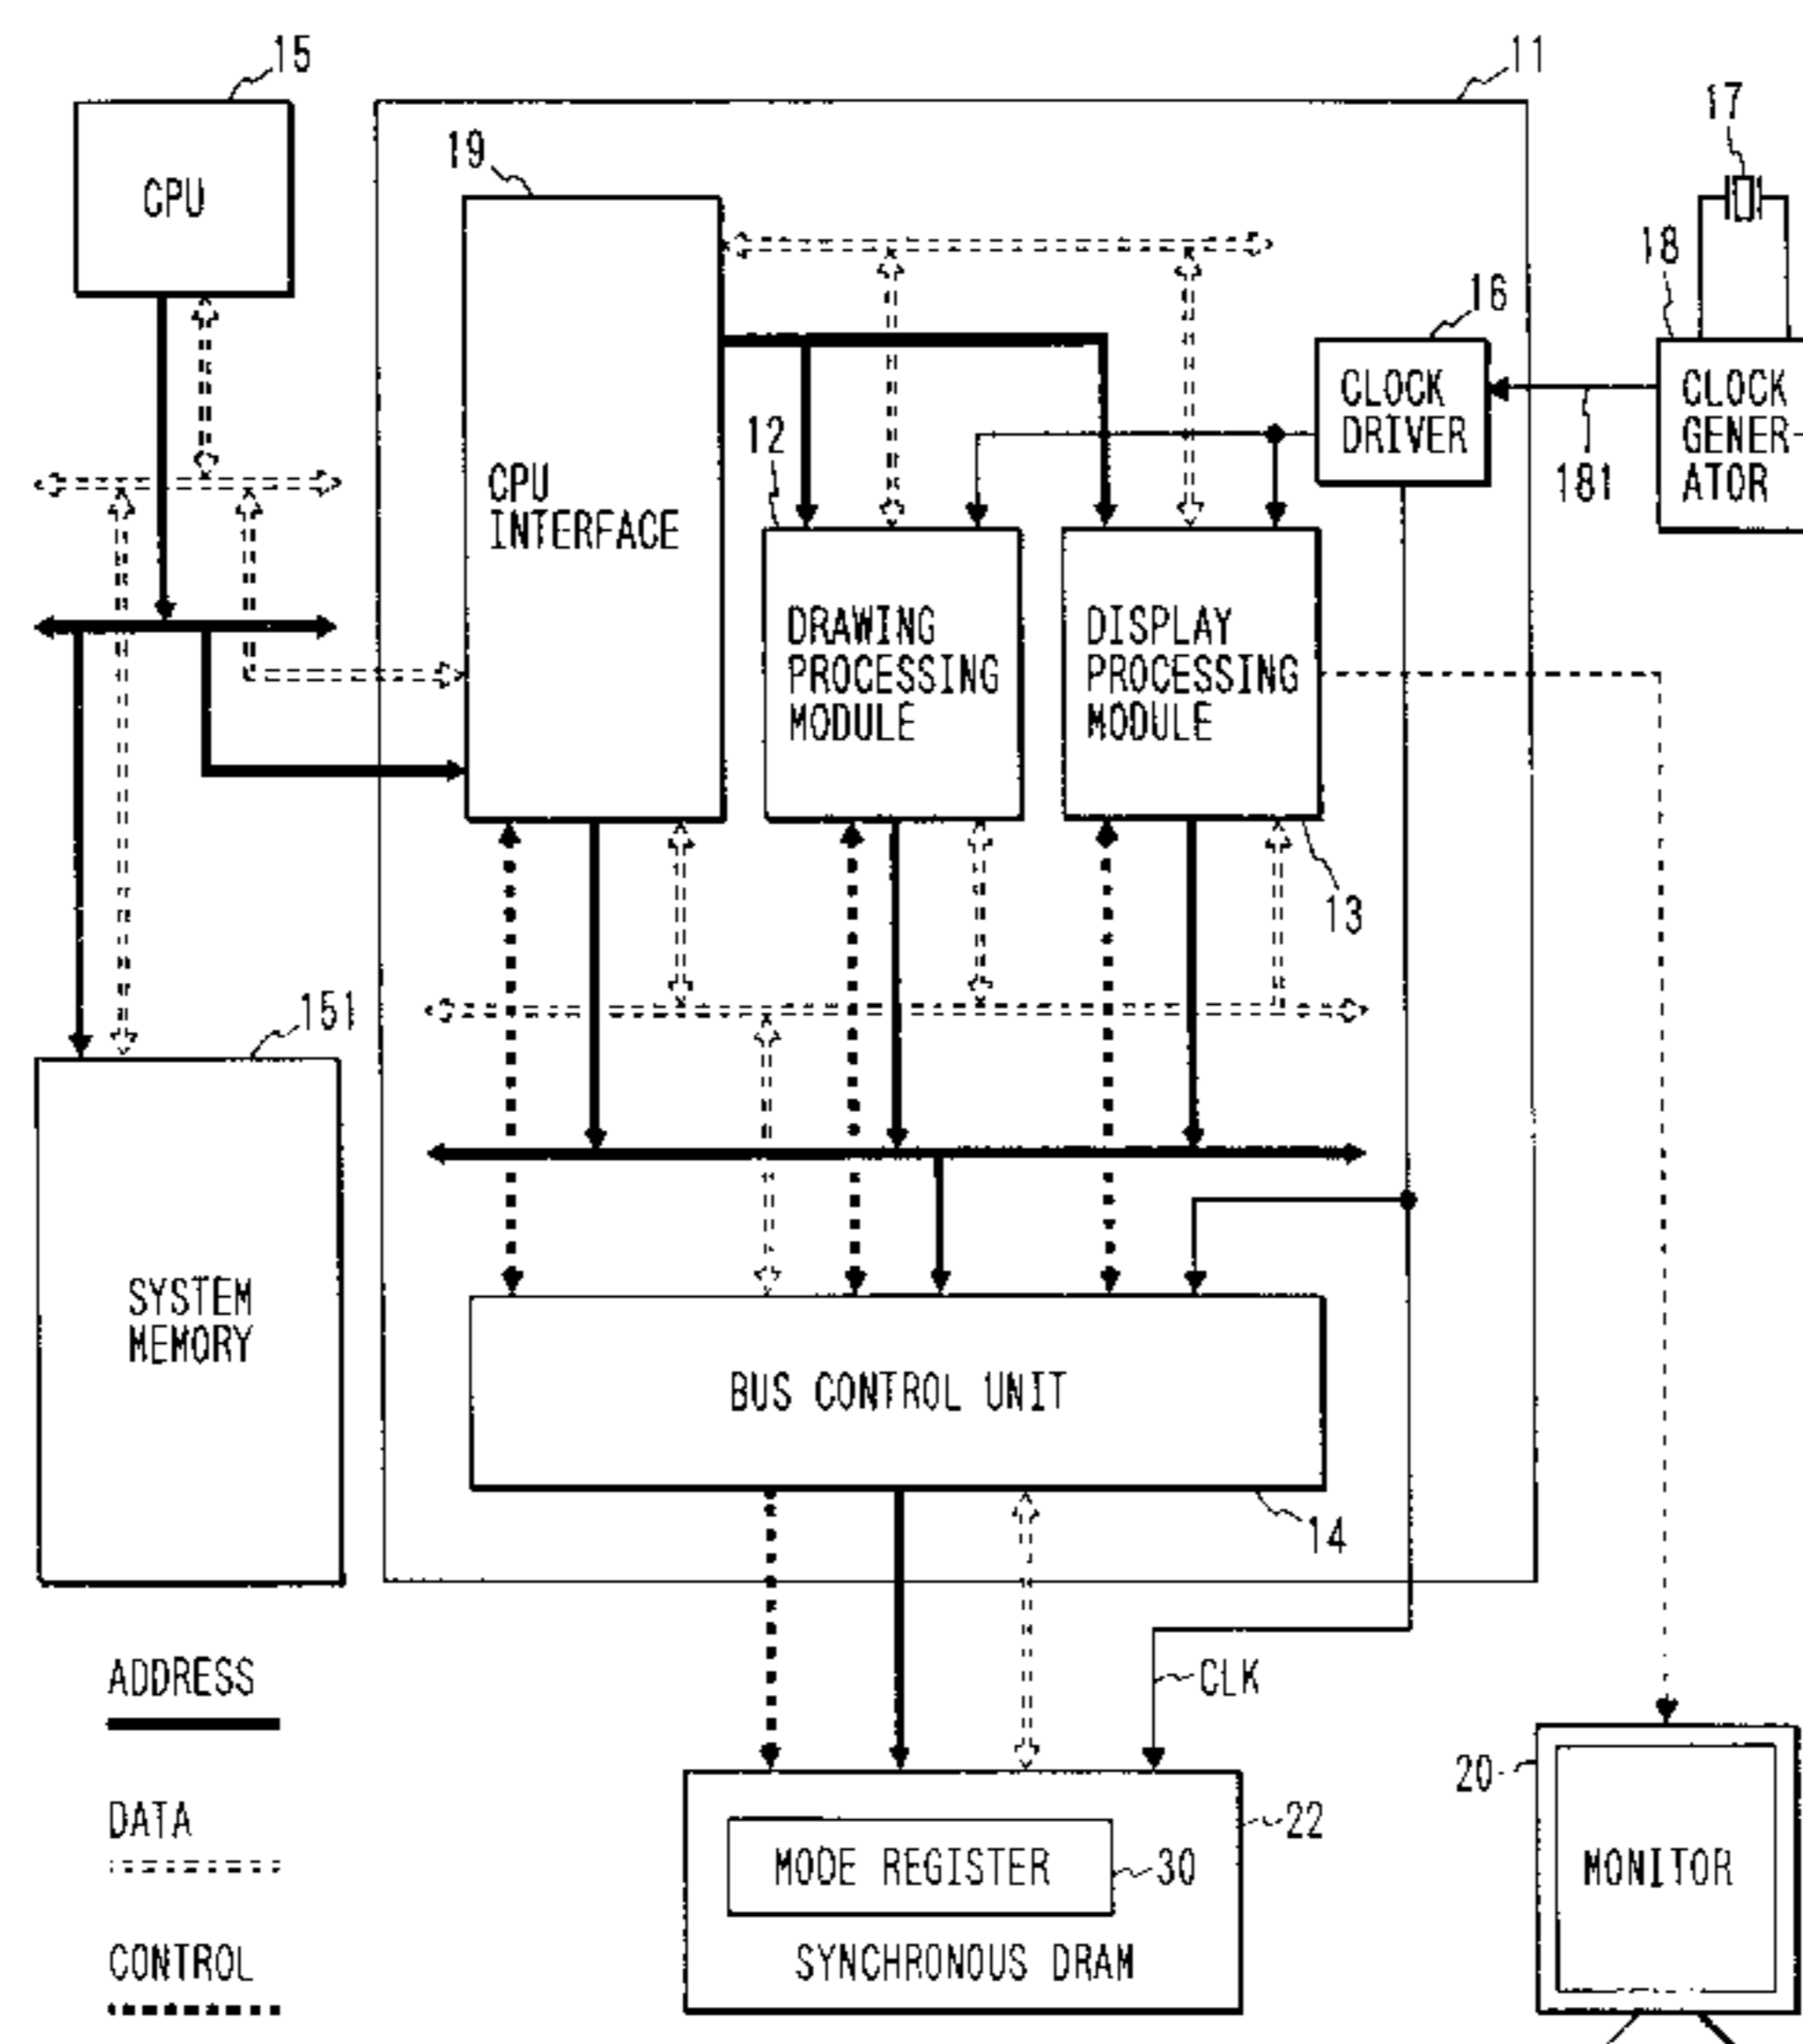 15
11
17
19
CPU
18
16
CLOCK
DRIVER
CLOCK
GENER-
ATOR
12
181
CPU
INTERFACE
DRAWING
PROCESSING
MODULE
DISPLAY
PROCESSING
MODULE
13
151
SYSTEM
MEMORY
BUS CONTROL UNIT
14
ADDRESS
CLK
20
22
DATA
MODE REGISTER
30
MONITOR
CONTROL
SYNCHRONOUS DRAM